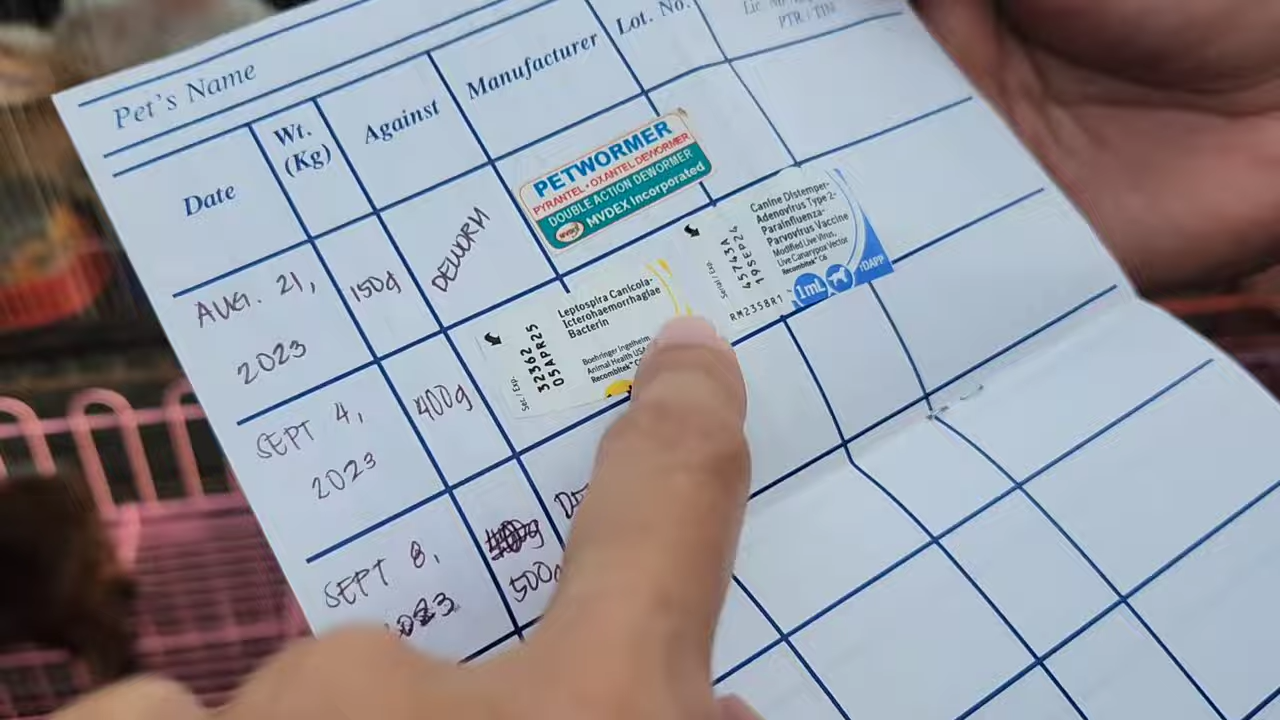 Pet's Name
Date
Wt.
(Kg)
Against
Manufacturer
Lot. No.
Lic
PTR / TIN
AUG. 21,
2023
150g
DEWORM
PETWORMER
PYRANTEL • OXANTEL DEWORMER
DOUBLE ACTION DEWORMER
MVDEX Incorporated
SEPT 4,
2023
400g
Ser./Exp.
32362
05APR25
Leptospira Canicola-
Icterohaemorrhagiae
Bacterin
Boehringer Ingelheim
Animal Health USA
Recombitek
Serial / Exp.
45743A
19SEP24
Canine Distemper-
Adenovirus Type 2-
Parainfluenza-
Parvovirus Vaccine
Modified Live Virus,
Live Canarypox Vector
Recombitek™ C6
RM2358R1
1mL
rDAPP
SEPT 8,
2023
500g